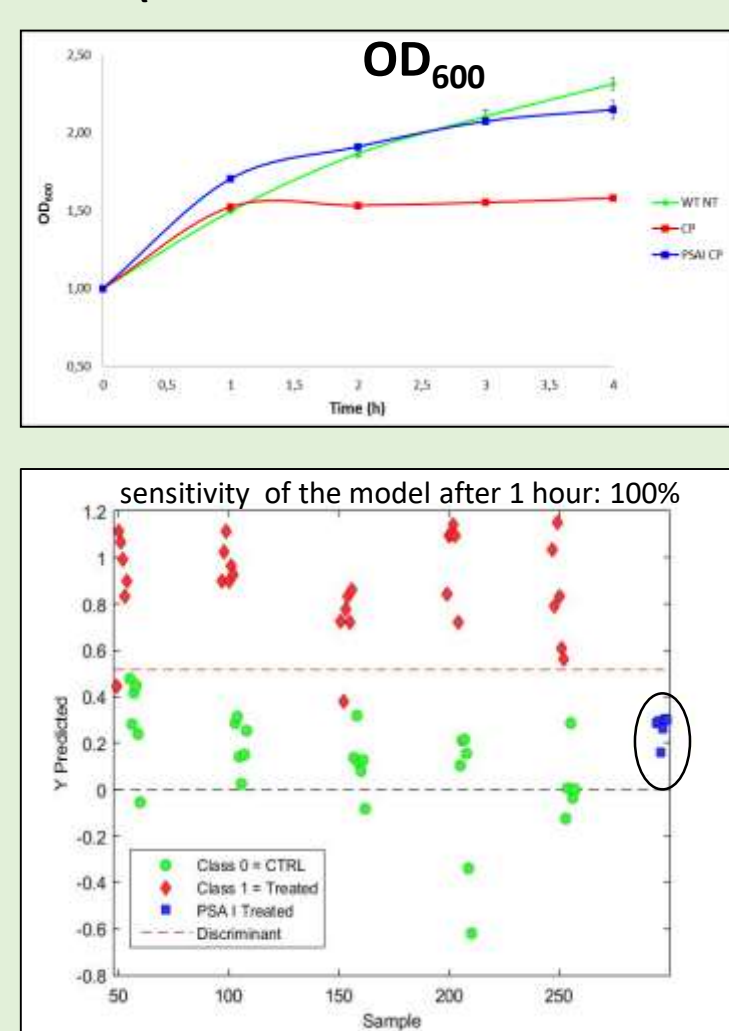 OD600
2,50
2,00
1,50
1,00
0,50
OD600
0 0,5 1 1,5 2 2,5 3 3,5 4
Time (h)
WT NT
CP
PSAI CP
sensitivity of the model after 1 hour: 100%
1.2
1
0.8
0.6
0.4
0.2
0
-0.2
-0.4
-0.6
-0.8
Y Predicted
Class 0 = CTRL
Class 1 = Treated
PSA I Treated
Discriminant
50 100 150 200 250
Sample